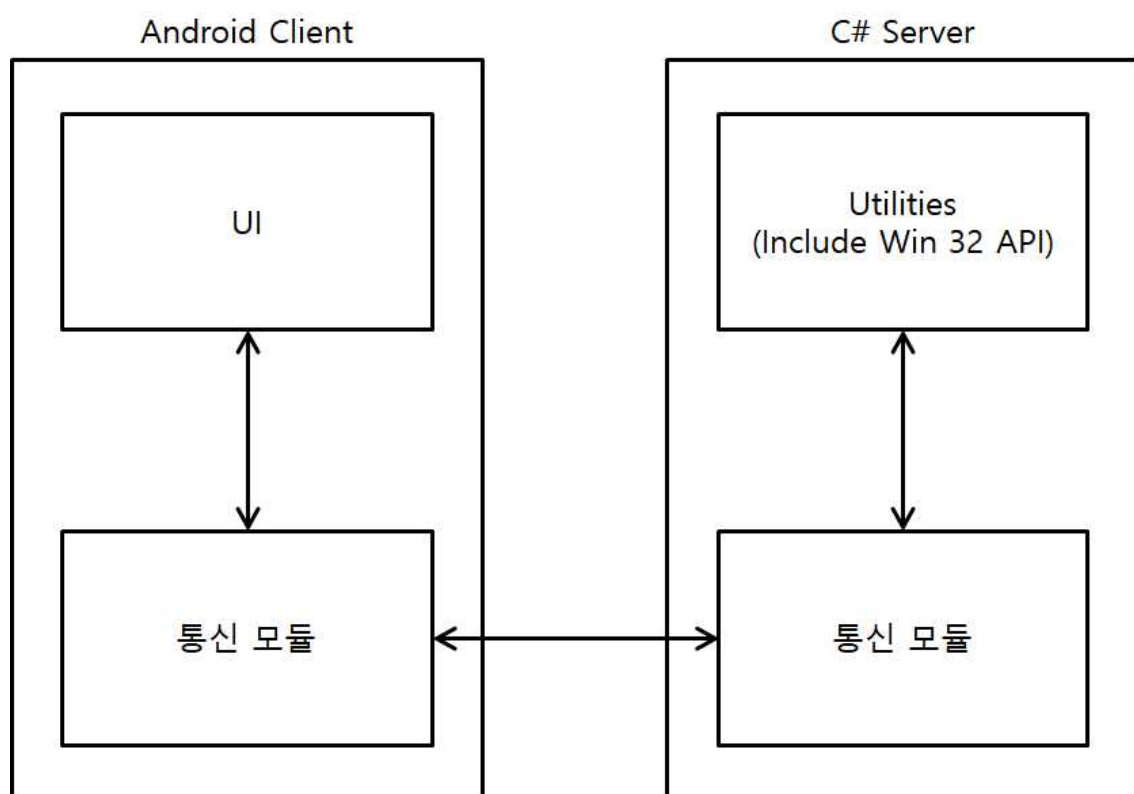 Android Client
UI
통신 모듈
C# Server
Utilities
(Include Win 32 API)
통신 모듈